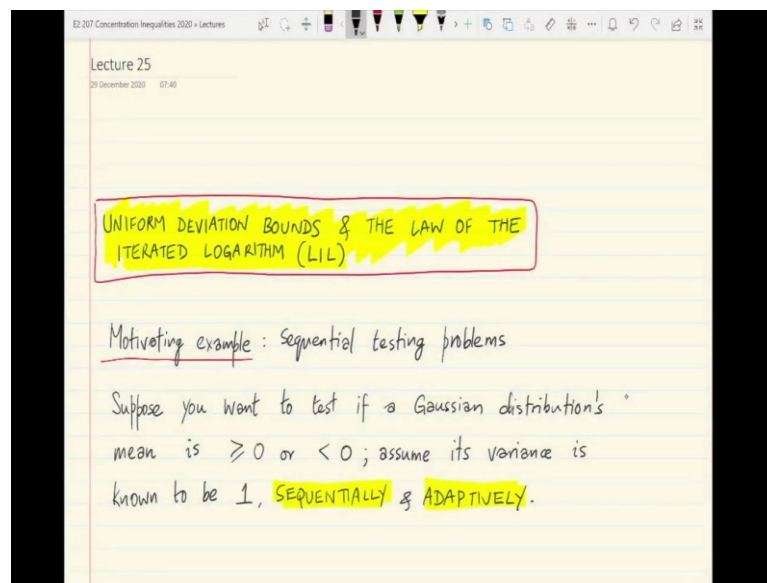 E2 207 Concentration Inequalities 2020 » Lectures
Lecture 25
29 December 2020 07:40
UNIFORM DEVIATION BOUNDS & THE LAW OF THE
ITERATED LOGARITHM (LIL)
Motivating example : Sequential testing problems
Suppose you want to test if a Gaussian distribution's
mean is ⩾ 0 or < 0 ; assume its variance is
known to be 1, SEQUENTIALLY & ADAPTIVELY.